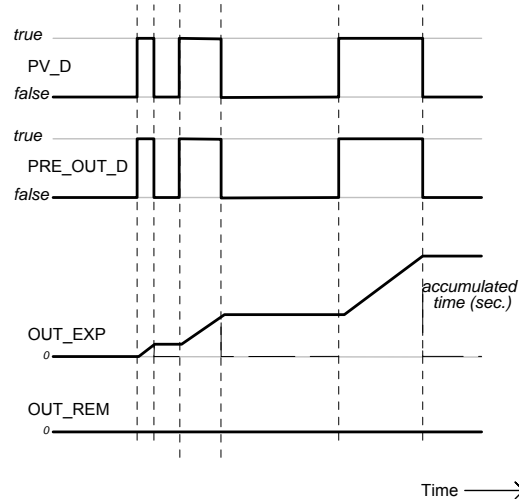 true
PV_D
false
true
PRE_OUT_D
false
accumulated
time (sec.)
OUT_EXP
0
OUT_REM
0
Time